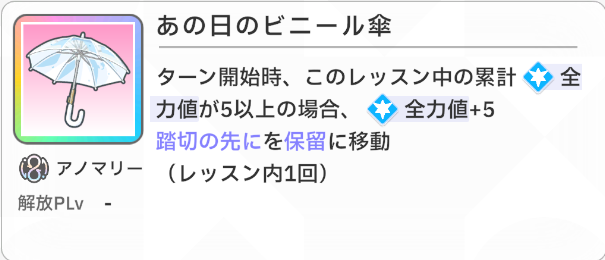 あの日のビニール傘
ターン開始時、このレッスン中の累計 全
力値が5以上の場合、 全力値+5
踏切の先にを保留に移動
（レッスン内1回）
アノマリー
解放PLv -